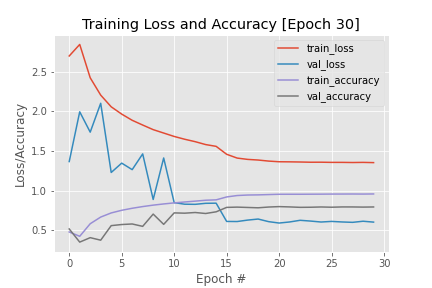 Training Loss and Accuracy [Epoch 30]
train_loss
val_loss
train_accuracy
val_accuracy
Loss/Accuracy
2.5
2.0
1.5
1.0
0.5
0 5 10 15 20 25 30
Epoch #